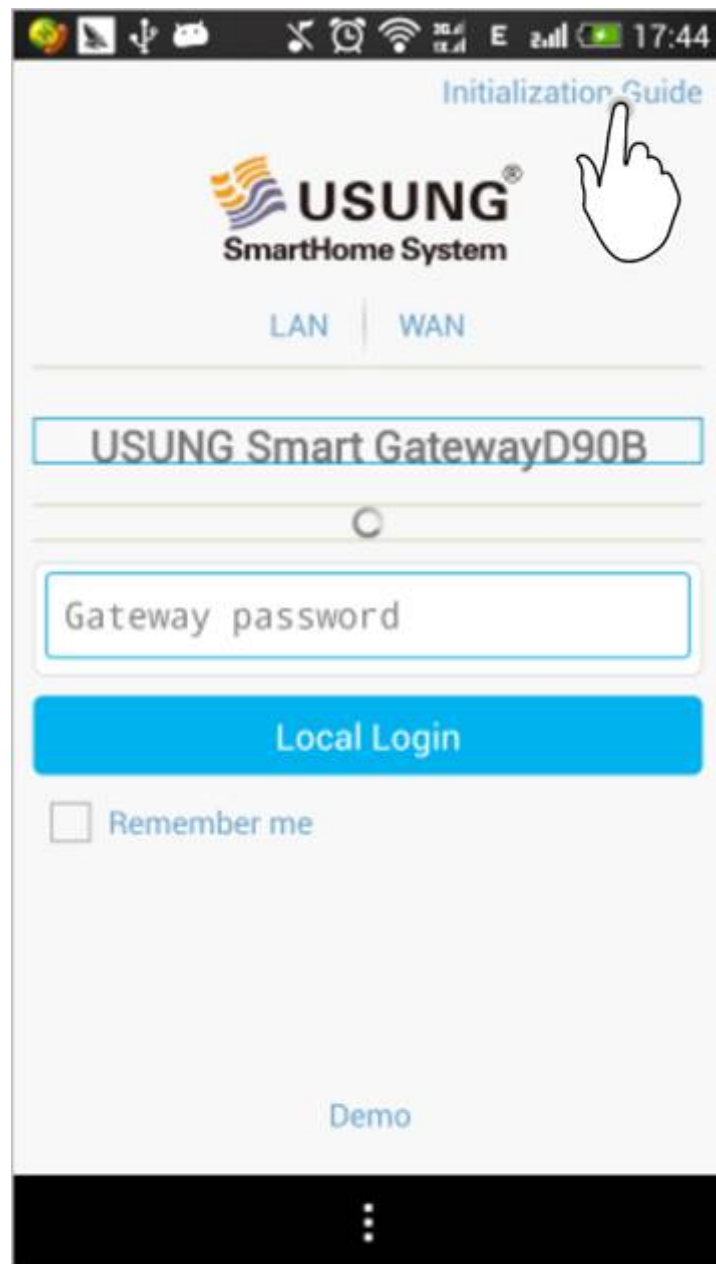 E 17:44
Initialization Guide
USUNG®
SmartHome System
LAN WAN
USUNG Smart GatewayD90B
Gateway password
Local Login
Remember me
Demo